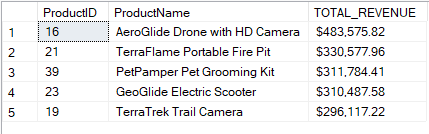 ProductID ProductName TOTAL_REVENUE
1 16 AeroGlide Drone with HD Camera $483,575.82
2 21 TerraFlame Portable Fire Pit $330,577.96
3 39 PetPamper Pet Grooming Kit $311,784.41
4 23 GeoGlide Electric Scooter $310,487.58
5 19 TerraTrek Trail Camera $296,117.22